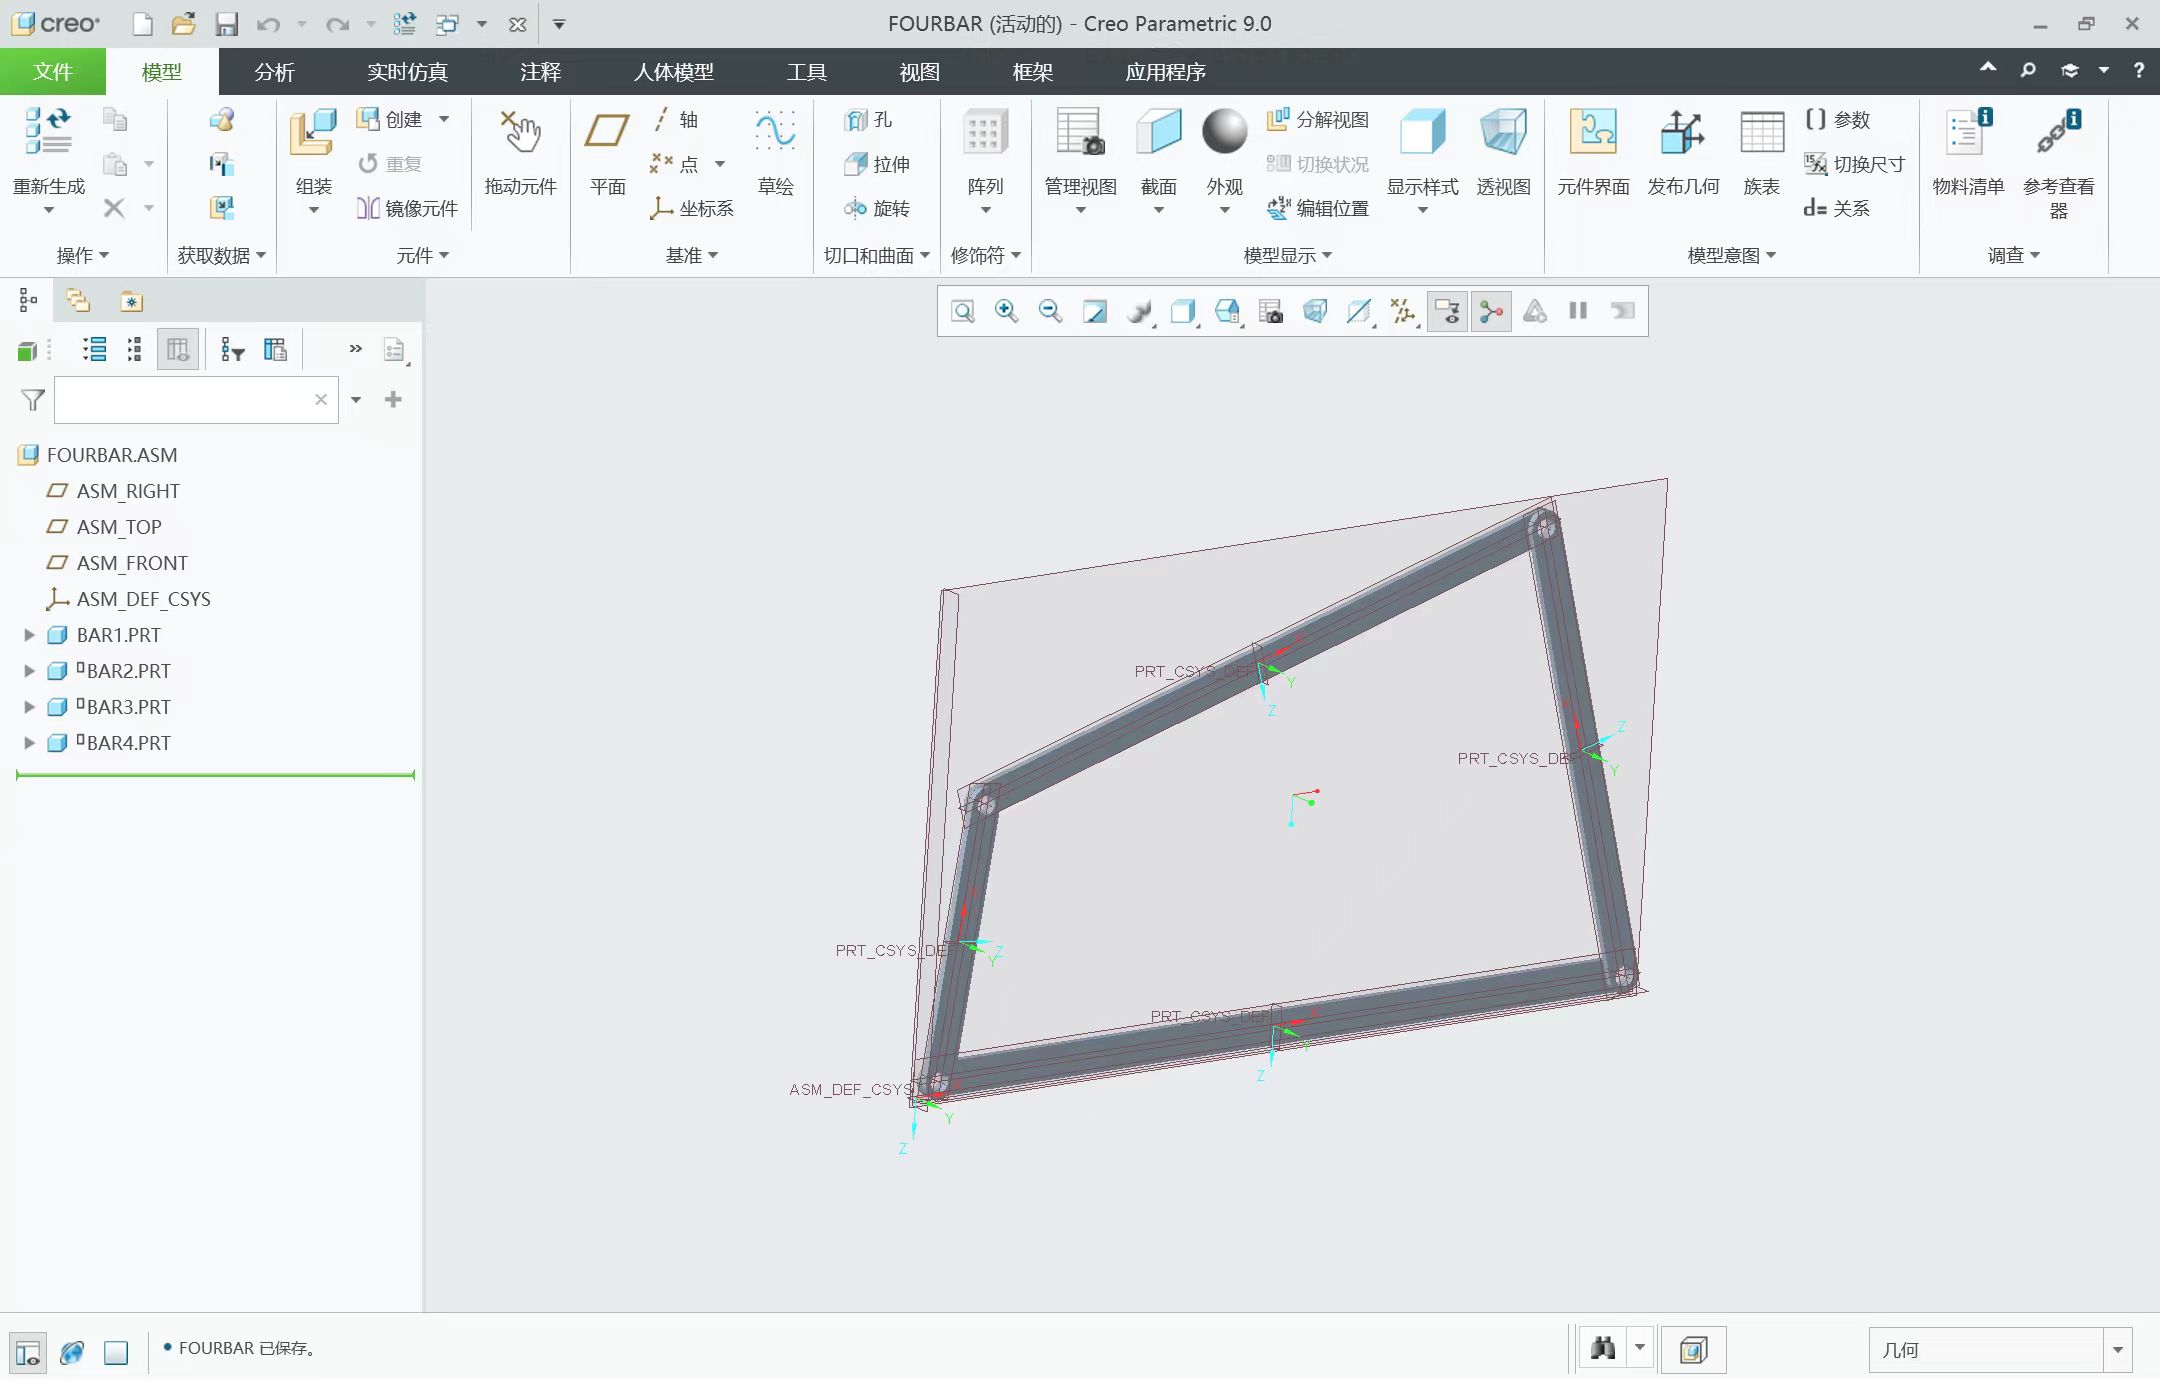 creo
FOURBAR (活动的) - Creo Parametric 9.0
文件 模型 分析 实时仿真 注释 人体模型 工具 视图 框架 应用程序
重新生成
操作
获取数据
组装
创建
重复
镜像元件
元件
拖动元件
平面
轴
点
坐标系
草绘
基准
孔
拉伸
旋转
切口和曲面
阵列
修饰符
管理视图
截面
外观
分解视图
切换状况
编辑位置
显示样式
透视图
模型显示
元件界面
发布几何
族表
[] 参数
切换尺寸
d= 关系
模型意图
物料清单
参考查看器
调查
FOURBAR.ASM
ASM_RIGHT
ASM_TOP
ASM_FRONT
ASM_DEF_CSYS
BAR1.PRT
BAR2.PRT
BAR3.PRT
BAR4.PRT
PRT_CSYS_DEF
Y
Z
PRT_CSYS_DEF
Z
Y
PRT_CSYS_DE
Z
Y
PRT_CSYS_DEF
Y
Z
ASM_DEF_CSYS
Y
Z
FOURBAR 已保存。
几何